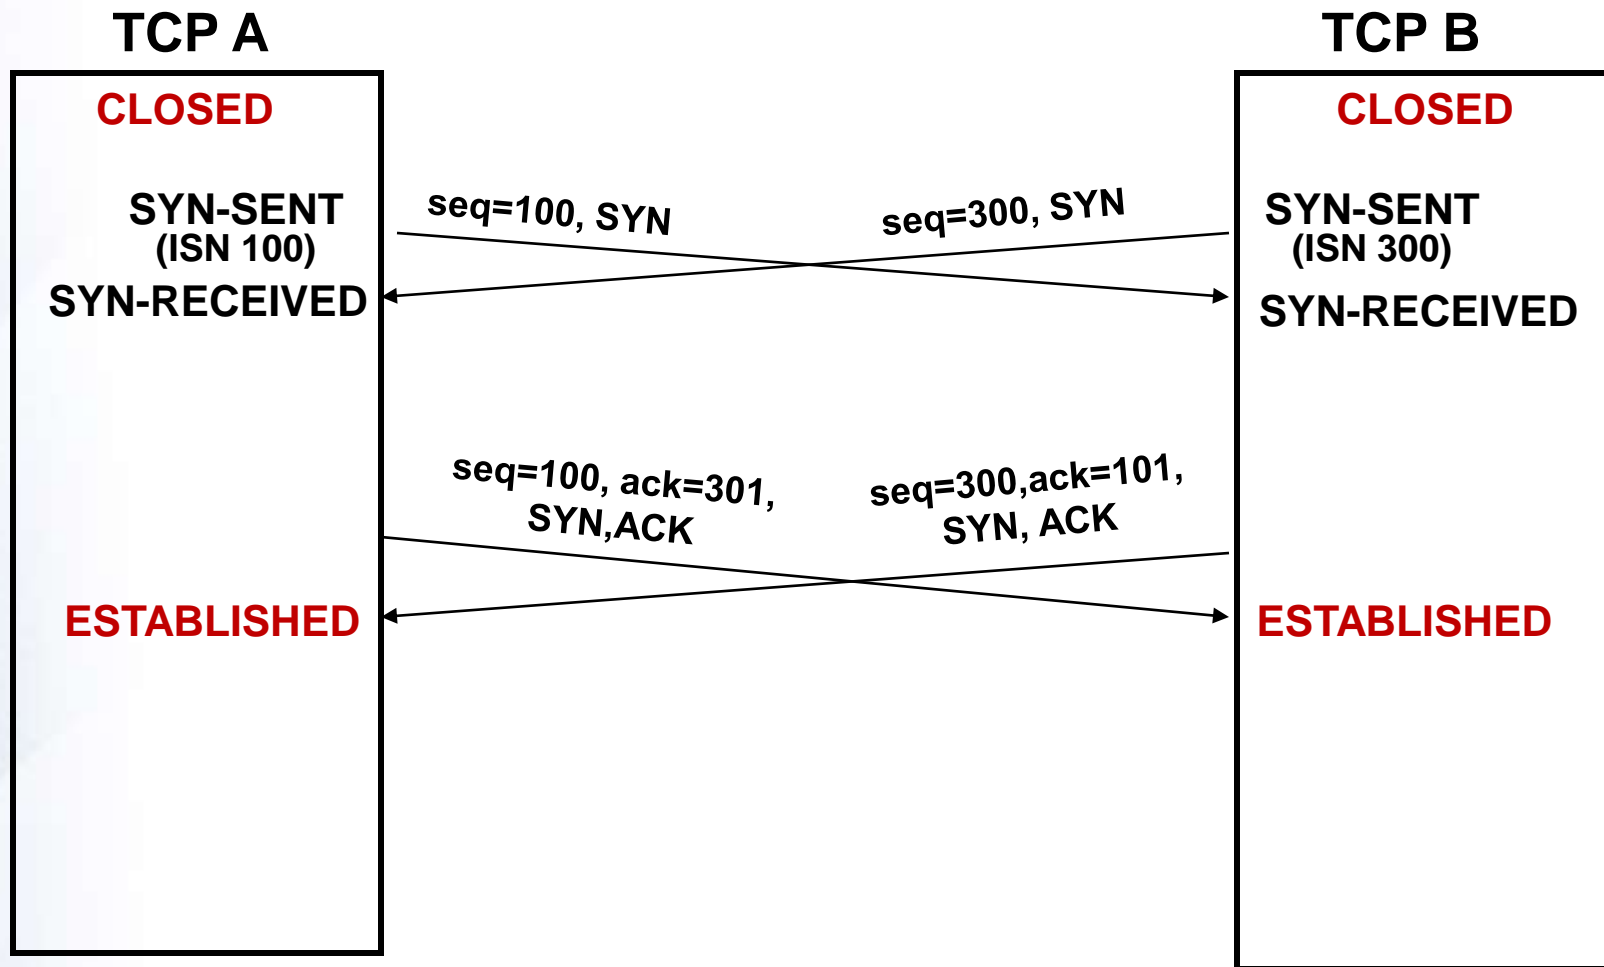 TCP A
TCP B
CLOSED
CLOSED
SYN-SENT
(ISN 100)
seq=100, SYN
seq=300, SYN
SYN-SENT
(ISN 300)
SYN-RECEIVED
SYN-RECEIVED
seq=100, ack=301,
SYN,ACK
seq=300,ack=101,
SYN, ACK
ESTABLISHED
ESTABLISHED